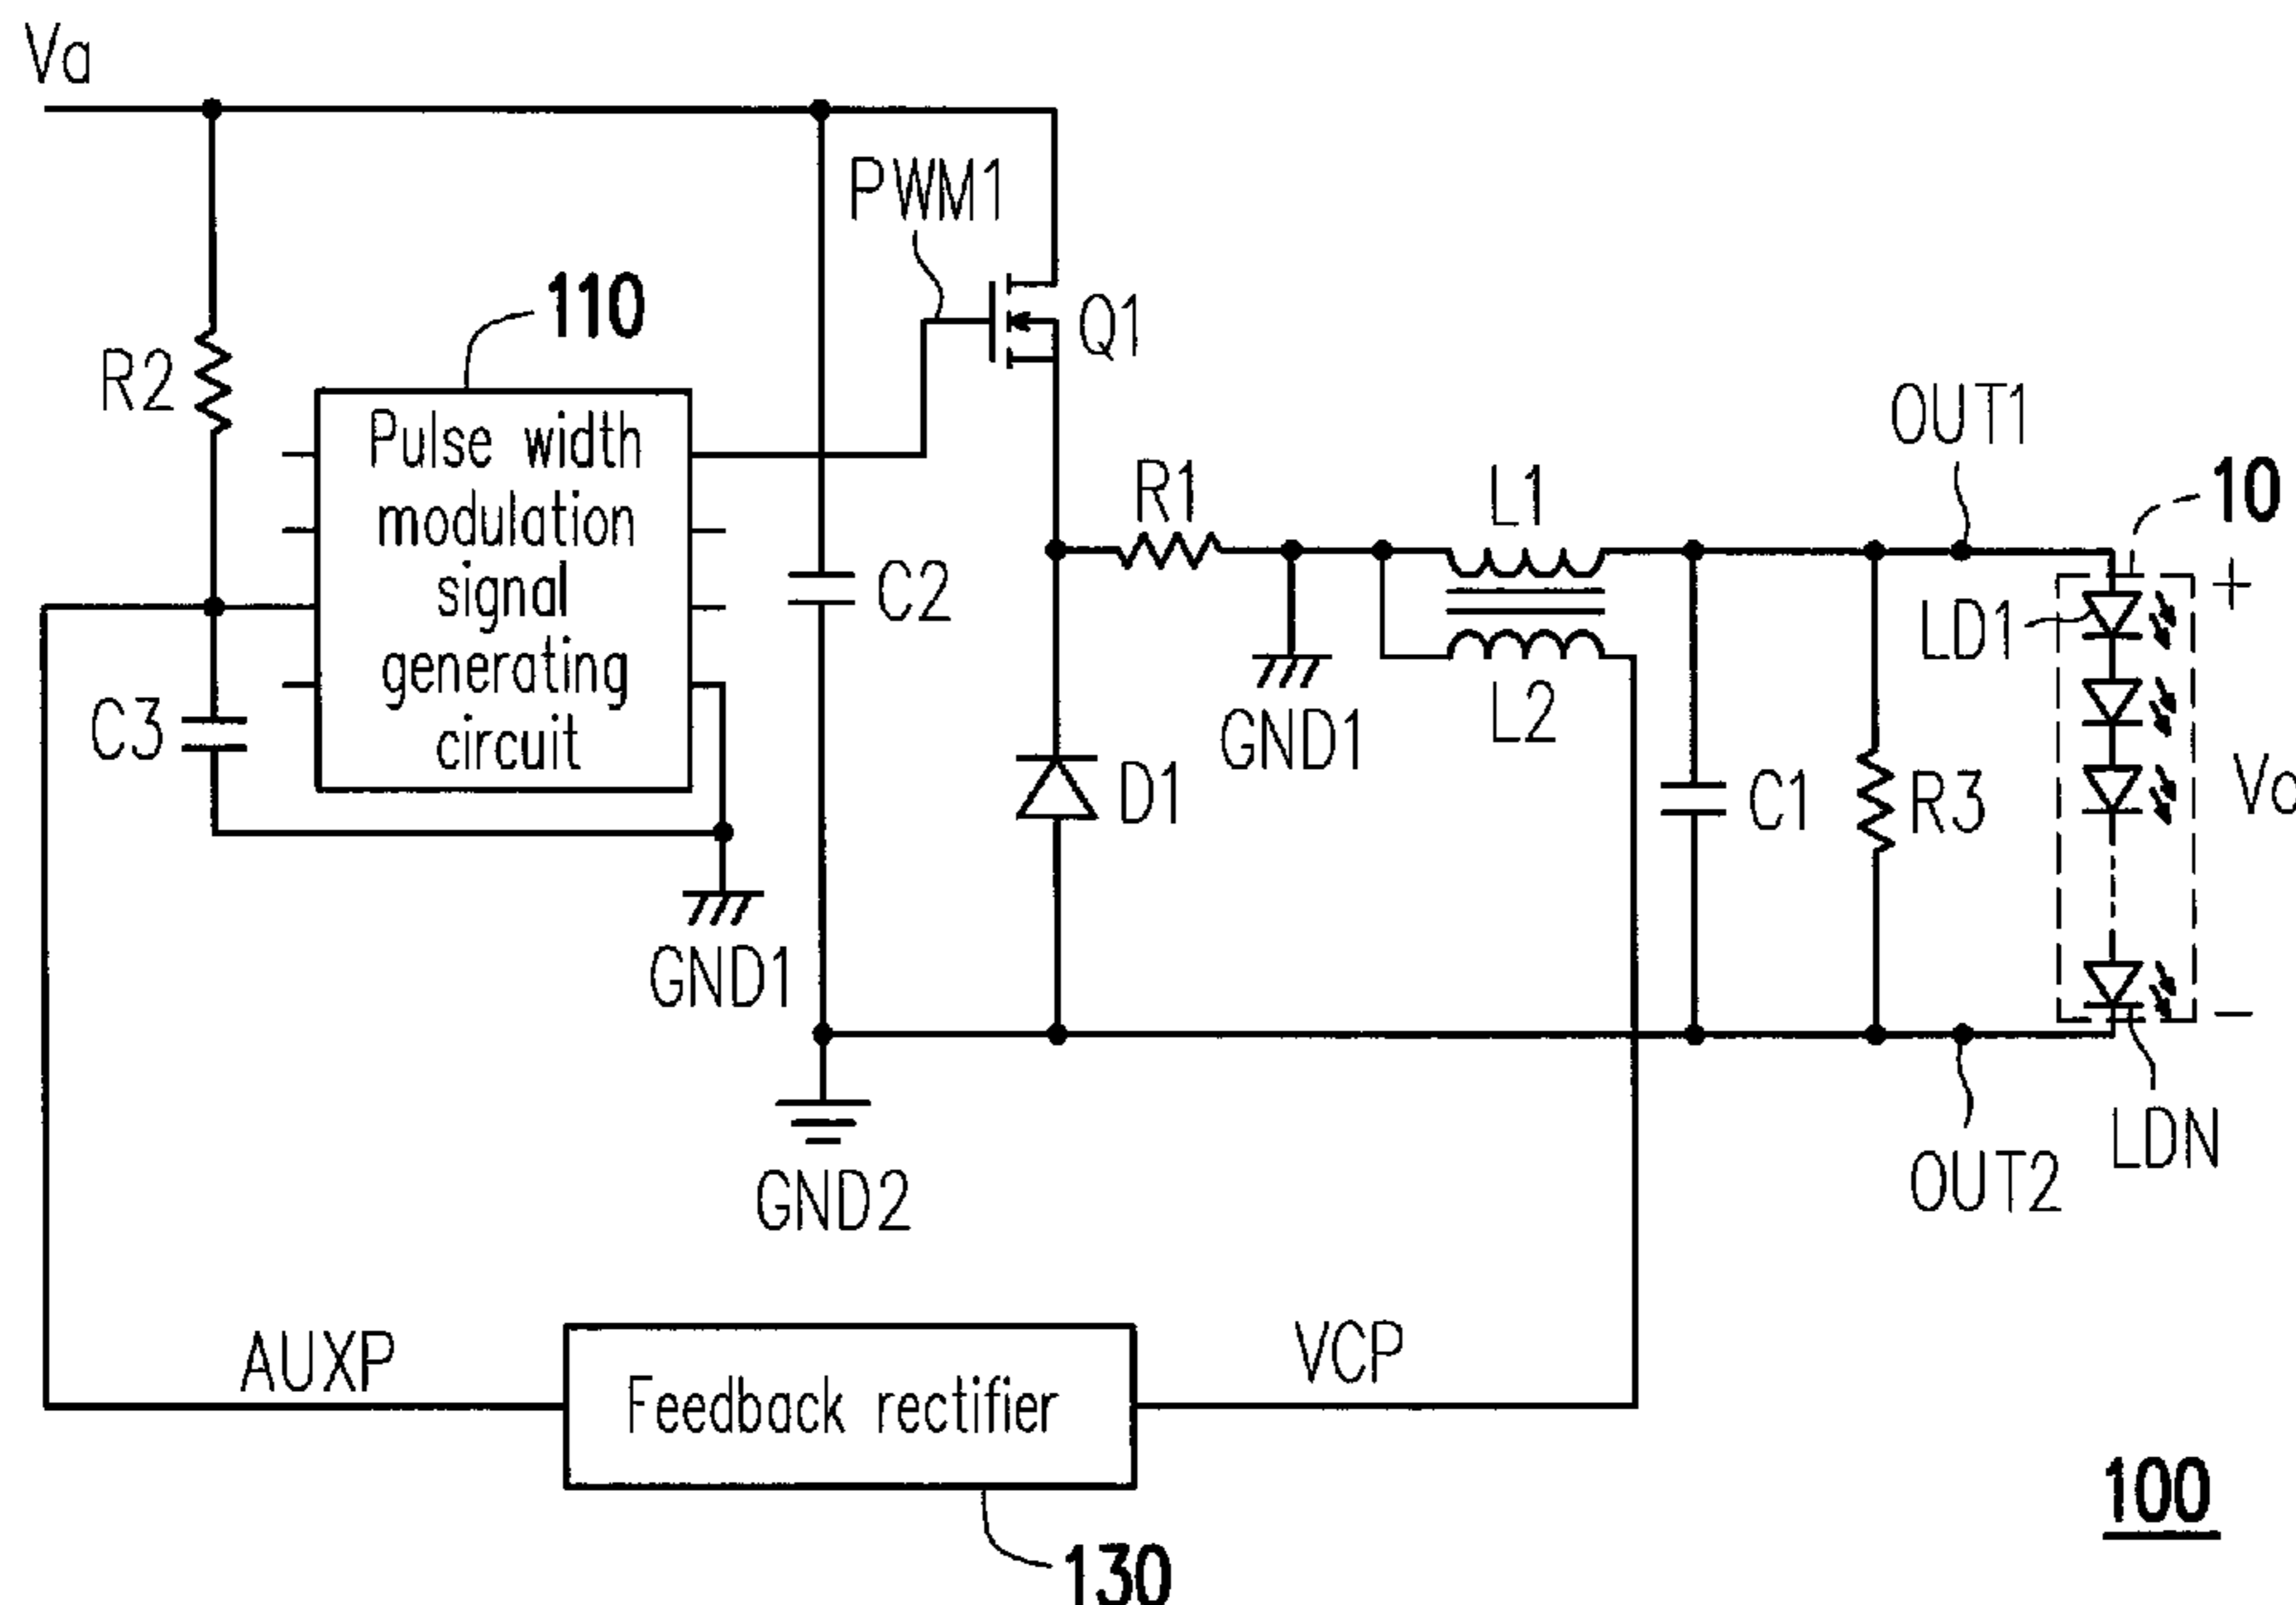 Va
PWM1
110
Q1
R2
Pulse width
modulation
signal
generating
circuit
OUT1
R1
L1
10
+
C2
LD1
GND1
L2
C3
D1
C1
R3
Vo
GND1
−
GND2
OUT2
LDN
AUXP
Feedback rectifier
VCP
100
130